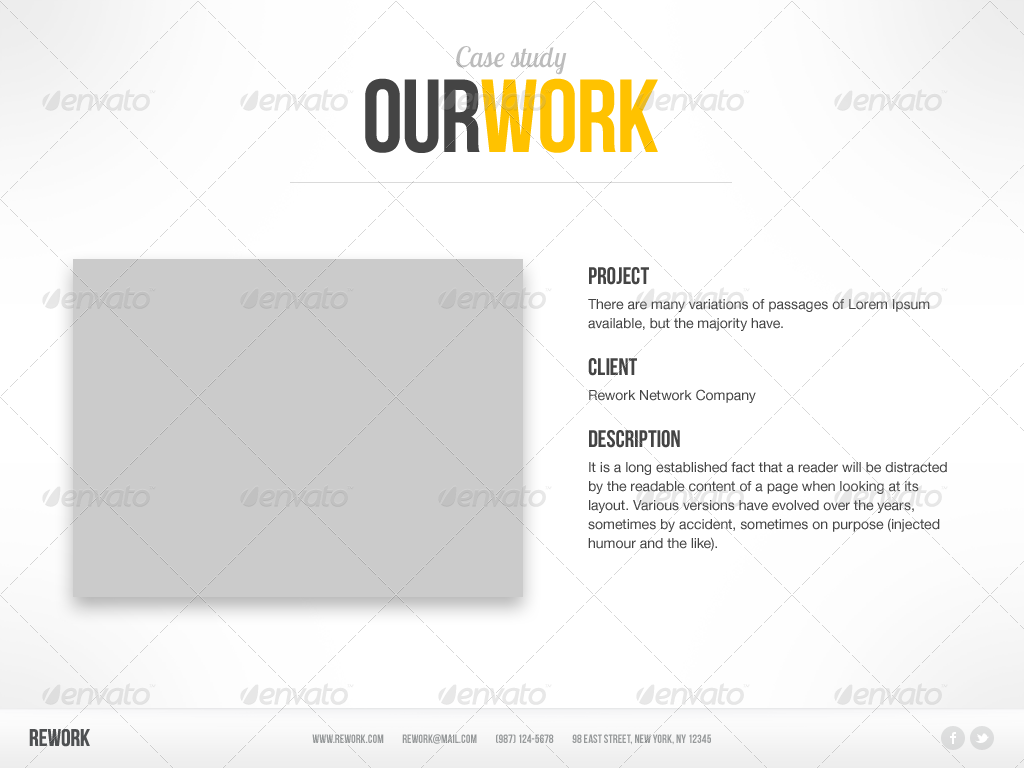 Case study
OURWORK
envato envato envato envato envato
PROJECT
There are many variations of passages of Lorem Ipsum
available, but the majority have.
envato envato envato envato envato
CLIENT
Rework Network Company
DESCRIPTION
It is a long established fact that a reader will be distracted
by the readable content of a page when looking at its
layout. Various versions have evolved over the years,
sometimes by accident, sometimes on purpose (injected
humour and the like).
envato envato envato envato envato
envato envato envato envato envato
REWORK
WWW.REWORK.COM REWORK@MAIL.COM (987) 124-5678 98 EAST STREET, NEW YORK, NY 12345